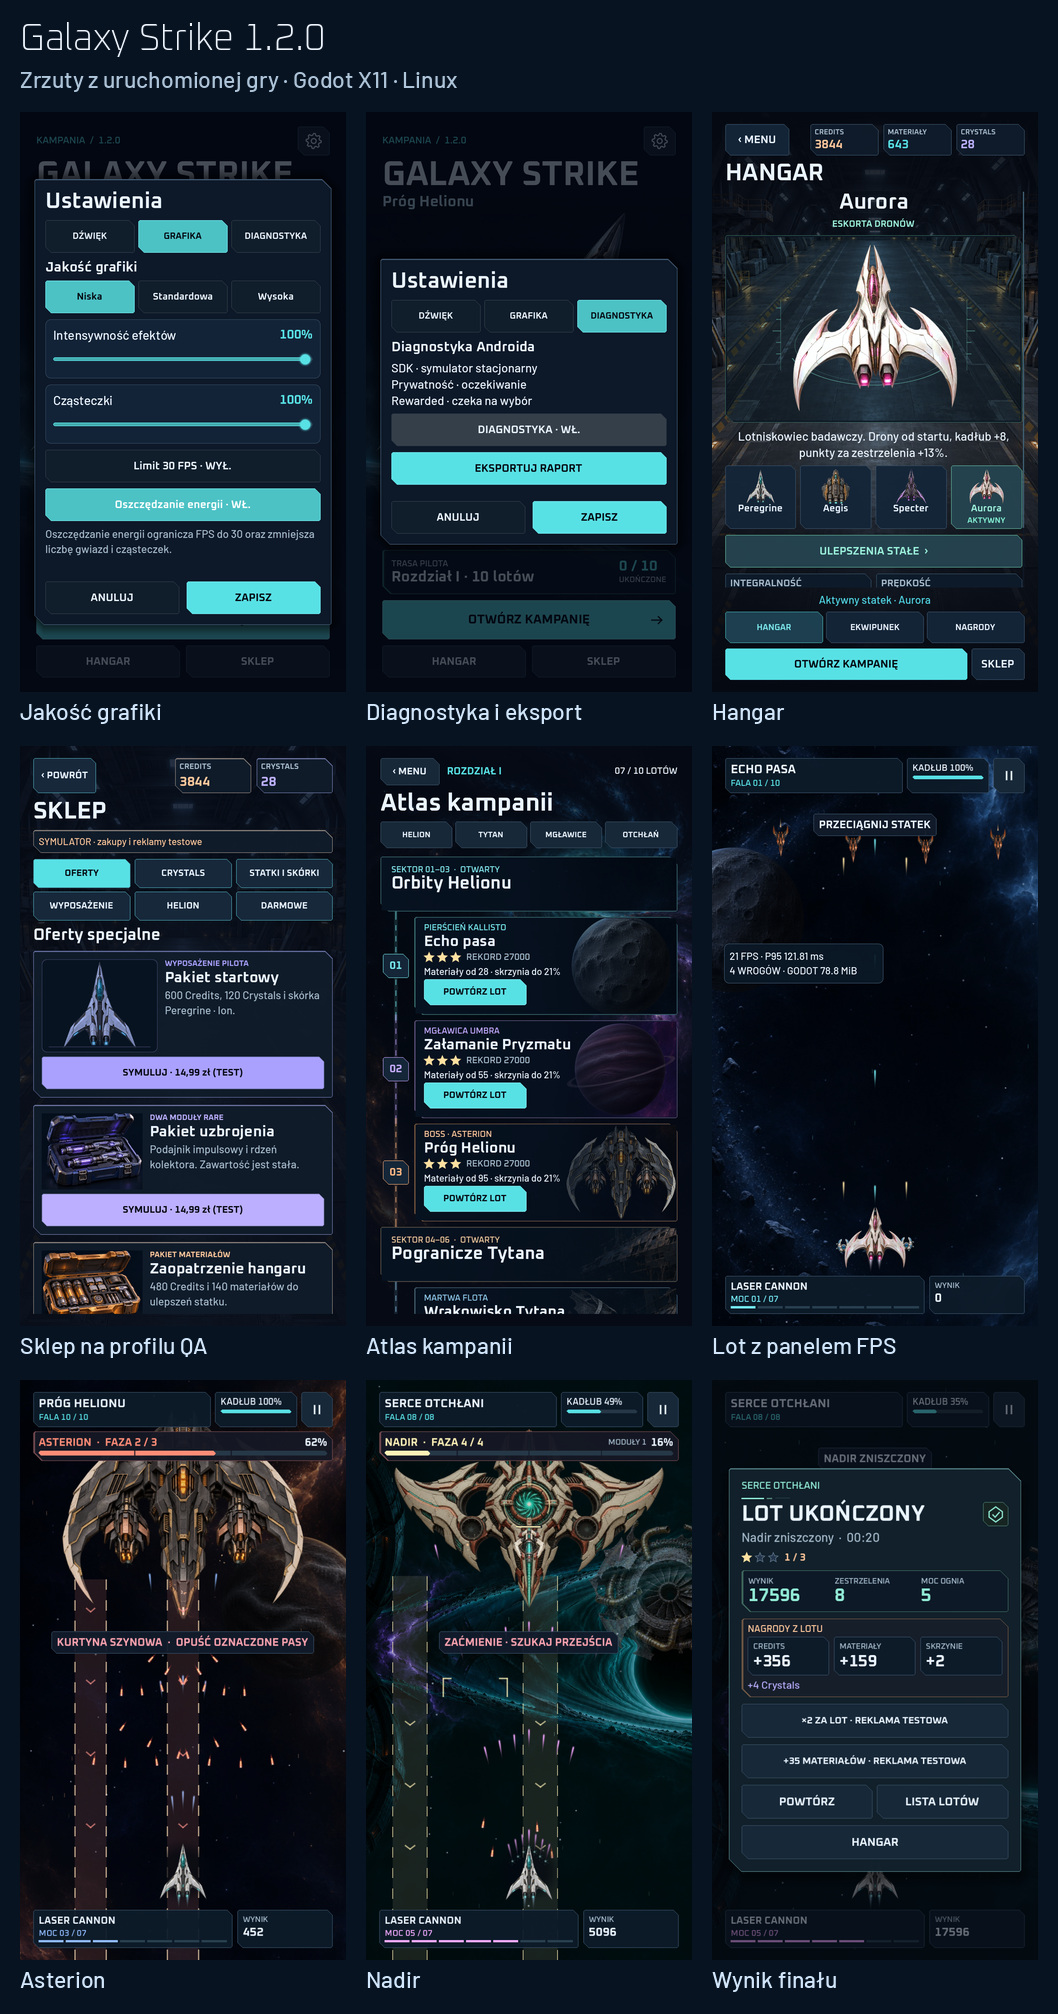 Galaxy Strike 1.2.0
Zrzuty z uruchomionej gry · Godot X11 · Linux
KAMPANIA / 1.2.0
GALAXY STRIKE
Ustawienia
DŹWIĘK GRAFIKA DIAGNOSTYKA
Jakość grafiki
Niska Standardowa Wysoka
Intensywność efektów 100%
Cząsteczki 100%
Limit 30 FPS · WYŁ.
Oszczędzanie energii · WŁ.
Oszczędzanie energii ogranicza FPS do 30 oraz zmniejsza
liczbę gwiazd i cząsteczek.
ANULUJ ZAPISZ
HANGAR SKLEP
Jakość grafiki
KAMPANIA / 1.2.0
GALAXY STRIKE
Próg Helionu
Ustawienia
DŹWIĘK GRAFIKA DIAGNOSTYKA
Diagnostyka Androida
SDK · symulator stacjonarny
Prywatność · oczekiwanie
Rewarded · czeka na wybór
DIAGNOSTYKA · WŁ.
EKSPORTUJ RAPORT
ANULUJ ZAPISZ
TRASA PILOTA
Rozdział I · 10 lotów
0 / 10
UKOŃCZONE
OTWÓRZ KAMPANIĘ →
HANGAR SKLEP
Diagnostyka i eksport
‹ MENU
CREDITS
3844
MATERIAŁY
643
CRYSTALS
28
HANGAR
Aurora
ESKORTA DRONÓW
Lotniskowiec badawczy. Drony od startu, kadłub +8,
punkty za zestrzelenia +13%.
Peregrine Aegis Specter Aurora
AKTYWNY
ULEPSZENIA STAŁE ›
INTEGRALNOŚĆ PRĘDKOŚĆ
Aktywny statek · Aurora
HANGAR EKWIPUNEK NAGRODY
OTWÓRZ KAMPANIĘ SKLEP
Hangar
‹ POWRÓT
CREDITS
3844
CRYSTALS
28
SKLEP
SYMULATOR · zakupy i reklamy testowe
OFERTY CRYSTALS STATKI I SKÓRKI
WYPOSAŻENIE HELION DARMOWE
Oferty specjalne
WYPOSAŻENIE PILOTA
Pakiet startowy
600 Credits, 120 Crystals i skórka
Peregrine · Ion.
SYMULUJ · 14,99 zł (TEST)
DWA MODUŁY RARE
Pakiet uzbrojenia
Podajnik impulsowy i rdzeń
kolektora. Zawartość jest stała.
SYMULUJ · 14,99 zł (TEST)
PAKIET MATERIAŁÓW
Zaopatrzenie hangaru
480 Credits i 140 materiałów do
ulepszeń statku.
Sklep na profilu QA
‹ MENU ROZDZIAŁ I 07 / 10 LOTÓW
Atlas kampanii
HELION TYTAN MGŁAWICE OTCHŁAŃ
SEKTOR 01–03 · OTWARTY
Orbity Helionu
01
PIERŚCIEŃ KALLISTO
Echo pasa
REKORD 27000
Materiały od 28 · skrzynia do 21%
POWTÓRZ LOT
02
MGŁAWICA UMBRA
Załamanie Pryzmatu
REKORD 27000
Materiały od 55 · skrzynia do 21%
POWTÓRZ LOT
03
BOSS · ASTERION
Próg Helionu
REKORD 27000
Materiały od 95 · skrzynia do 21%
POWTÓRZ LOT
SEKTOR 04–06 · OTWARTY
Pogranicze Tytana
MARTWA FLOTA
Wrakowisko Tytana
Atlas kampanii
ECHO PASA
FALA 01 / 10
KADŁUB 100%
PRZECIĄGNIJ STATEK
21 FPS · P95 121.81 ms
4 WROGÓW · GODOT 78.8 MiB
LASER CANNON
MOC 01 / 07
WYNIK
0
Lot z panelem FPS
PRÓG HELIONU
FALA 10 / 10
KADŁUB 100%
ASTERION · FAZA 2 / 3 62%
KURTYNA SZYNOWA · OPUŚĆ OZNACZONE PASY
LASER CANNON
MOC 03 / 07
WYNIK
452
Asterion
SERCE OTCHŁANI
FALA 08 / 08
KADŁUB 49%
NADIR · FAZA 4 / 4 MODUŁY 1 16%
ZAĆMIENIE · SZUKAJ PRZEJŚCIA
LASER CANNON
MOC 05 / 07
WYNIK
5096
Nadir
SERCE OTCHŁANI
FALA 08 / 08
KADŁUB 35%
NADIR ZNISZCZONY
SERCE OTCHŁANI
LOT UKOŃCZONY
Nadir zniszczony · 00:20
1 / 3
WYNIK ZESTRZELENIA MOC OGNIA
17596 8 5
NAGRODY Z LOTU
CREDITS MATERIAŁY SKRZYNIE
+356 +159 +2
+4 Crystals
×2 ZA LOT · REKLAMA TESTOWA
+35 MATERIAŁÓW · REKLAMA TESTOWA
POWTÓRZ LISTA LOTÓW
HANGAR
LASER CANNON
MOC 05 / 07
WYNIK
17596
Wynik finału